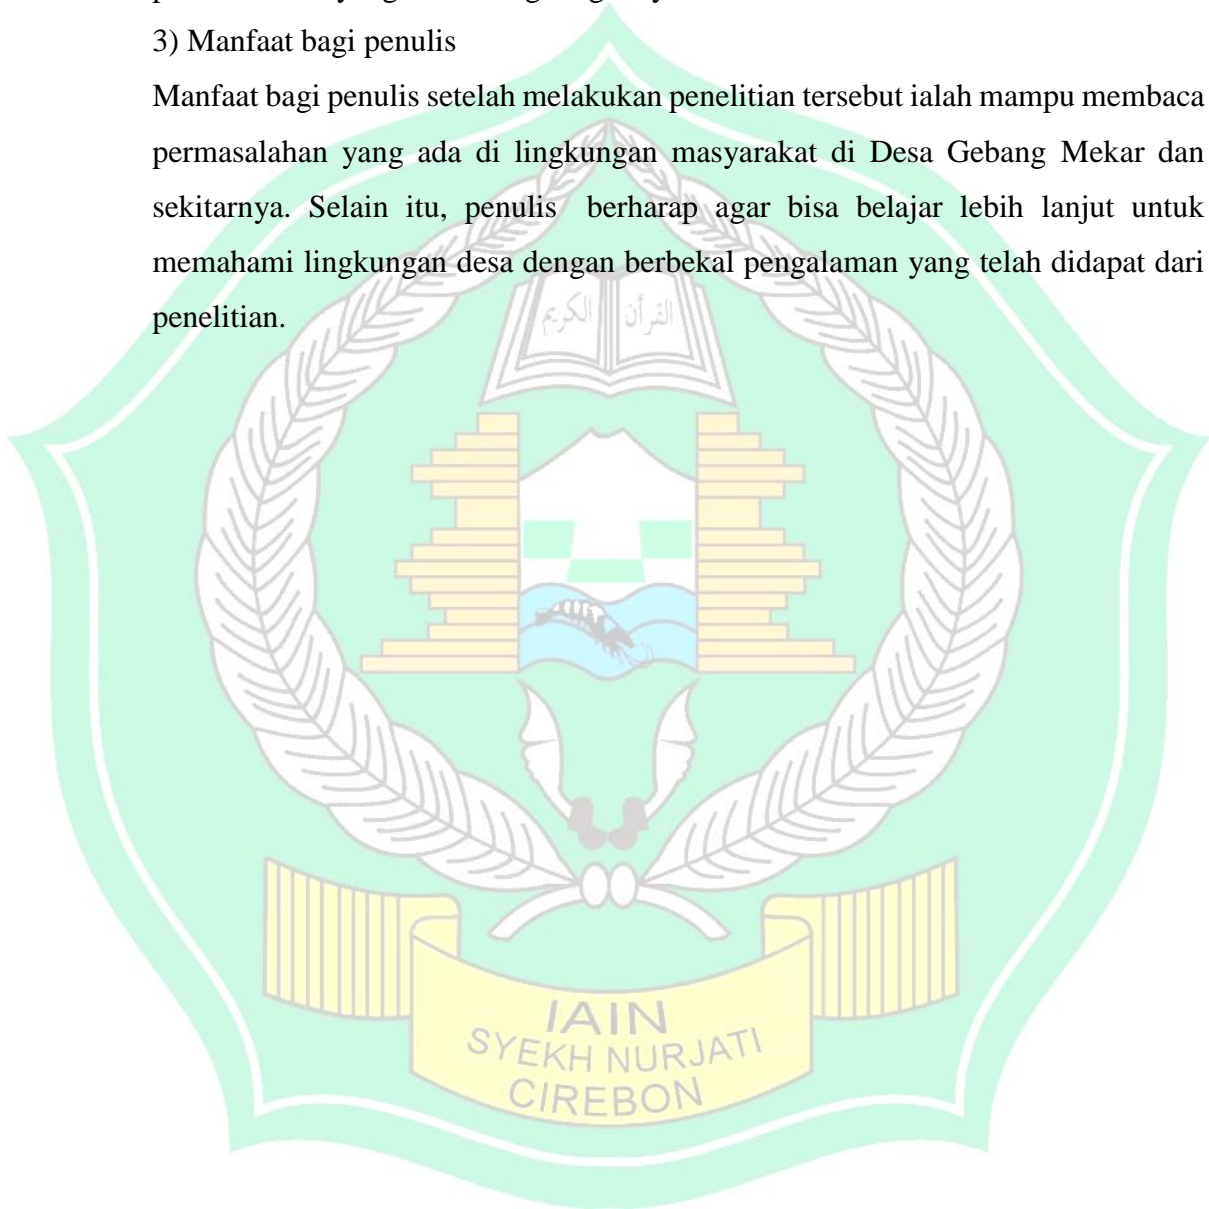 3) Manfaat bagi penulis
Manfaat bagi penulis setelah melakukan penelitian tersebut ialah mampu membaca
permasalahan yang ada di lingkungan masyarakat di Desa Gebang Mekar dan
sekitarnya. Selain itu, penulis berharap agar bisa belajar lebih lanjut untuk
memahami lingkungan desa dengan berbekal pengalaman yang telah didapat dari
penelitian.
القرآن الكريم
IAIN
SYEKH NURJATI
CIREBON